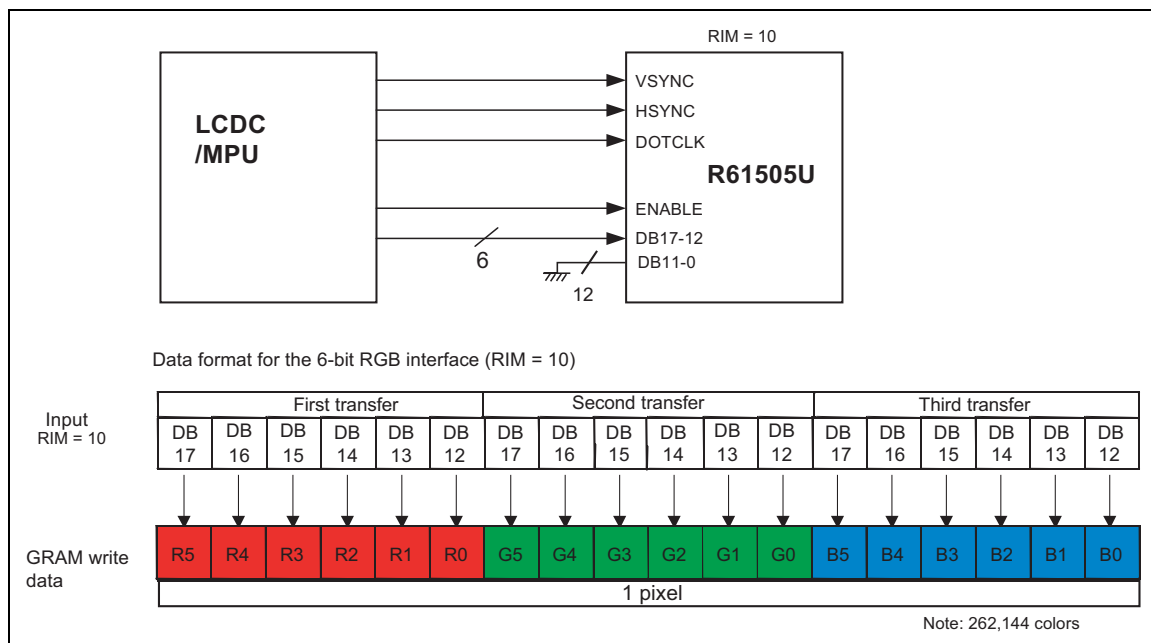 RIM = 10
LCDC
/MPU
VSYNC
HSYNC
DOTCLK
R61505U
ENABLE
DB17-12
6
DB11-0
12
Data format for the 6-bit RGB interface (RIM = 10)
Input
RIM = 10
First transfer Second transfer Third transfer
DB DB DB DB DB DB DB DB DB DB DB DB DB DB DB DB DB DB
17 16 15 14 13 12 17 16 15 14 13 12 17 16 15 14 13 12
GRAM write
data
R5 R4 R3 R2 R1 R0 G5 G4 G3 G2 G1 G0 B5 B4 B3 B2 B1 B0
1 pixel
Note: 262,144 colors